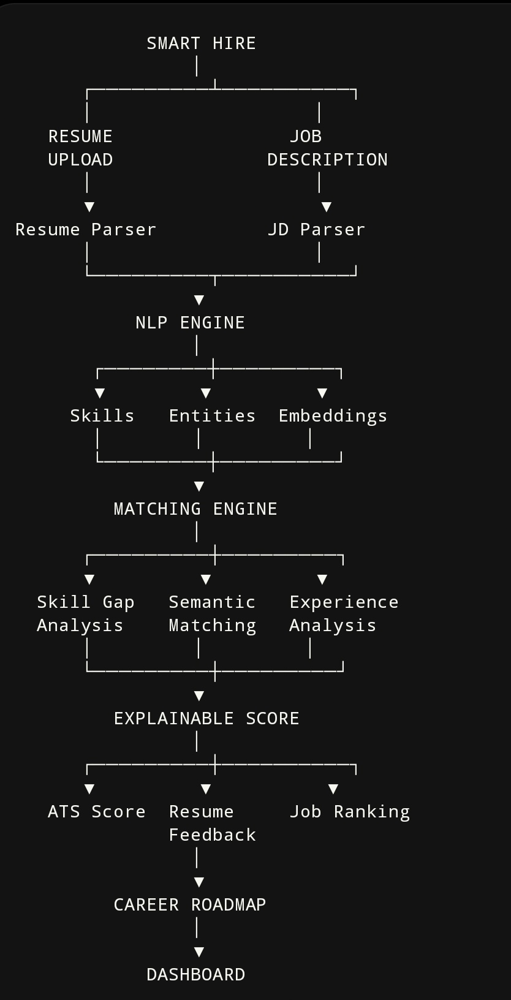 SMART HIRE
RESUME JOB
UPLOAD DESCRIPTION
Resume Parser JD Parser
NLP ENGINE
Skills Entities Embeddings
MATCHING ENGINE
Skill Gap Semantic Experience
Analysis Matching Analysis
EXPLAINABLE SCORE
ATS Score Resume Job Ranking
Feedback
CAREER ROADMAP
DASHBOARD